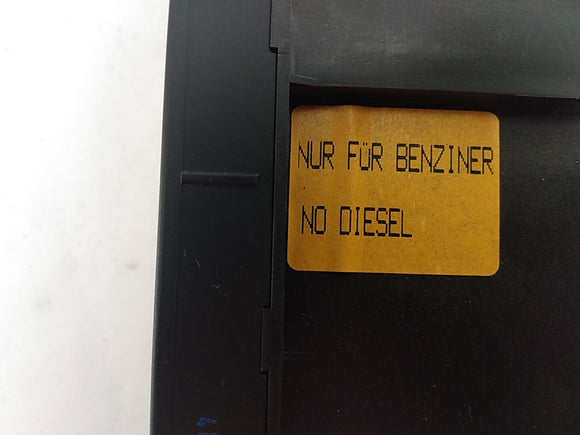 NUR FÜR BENZINER
NO DIESEL